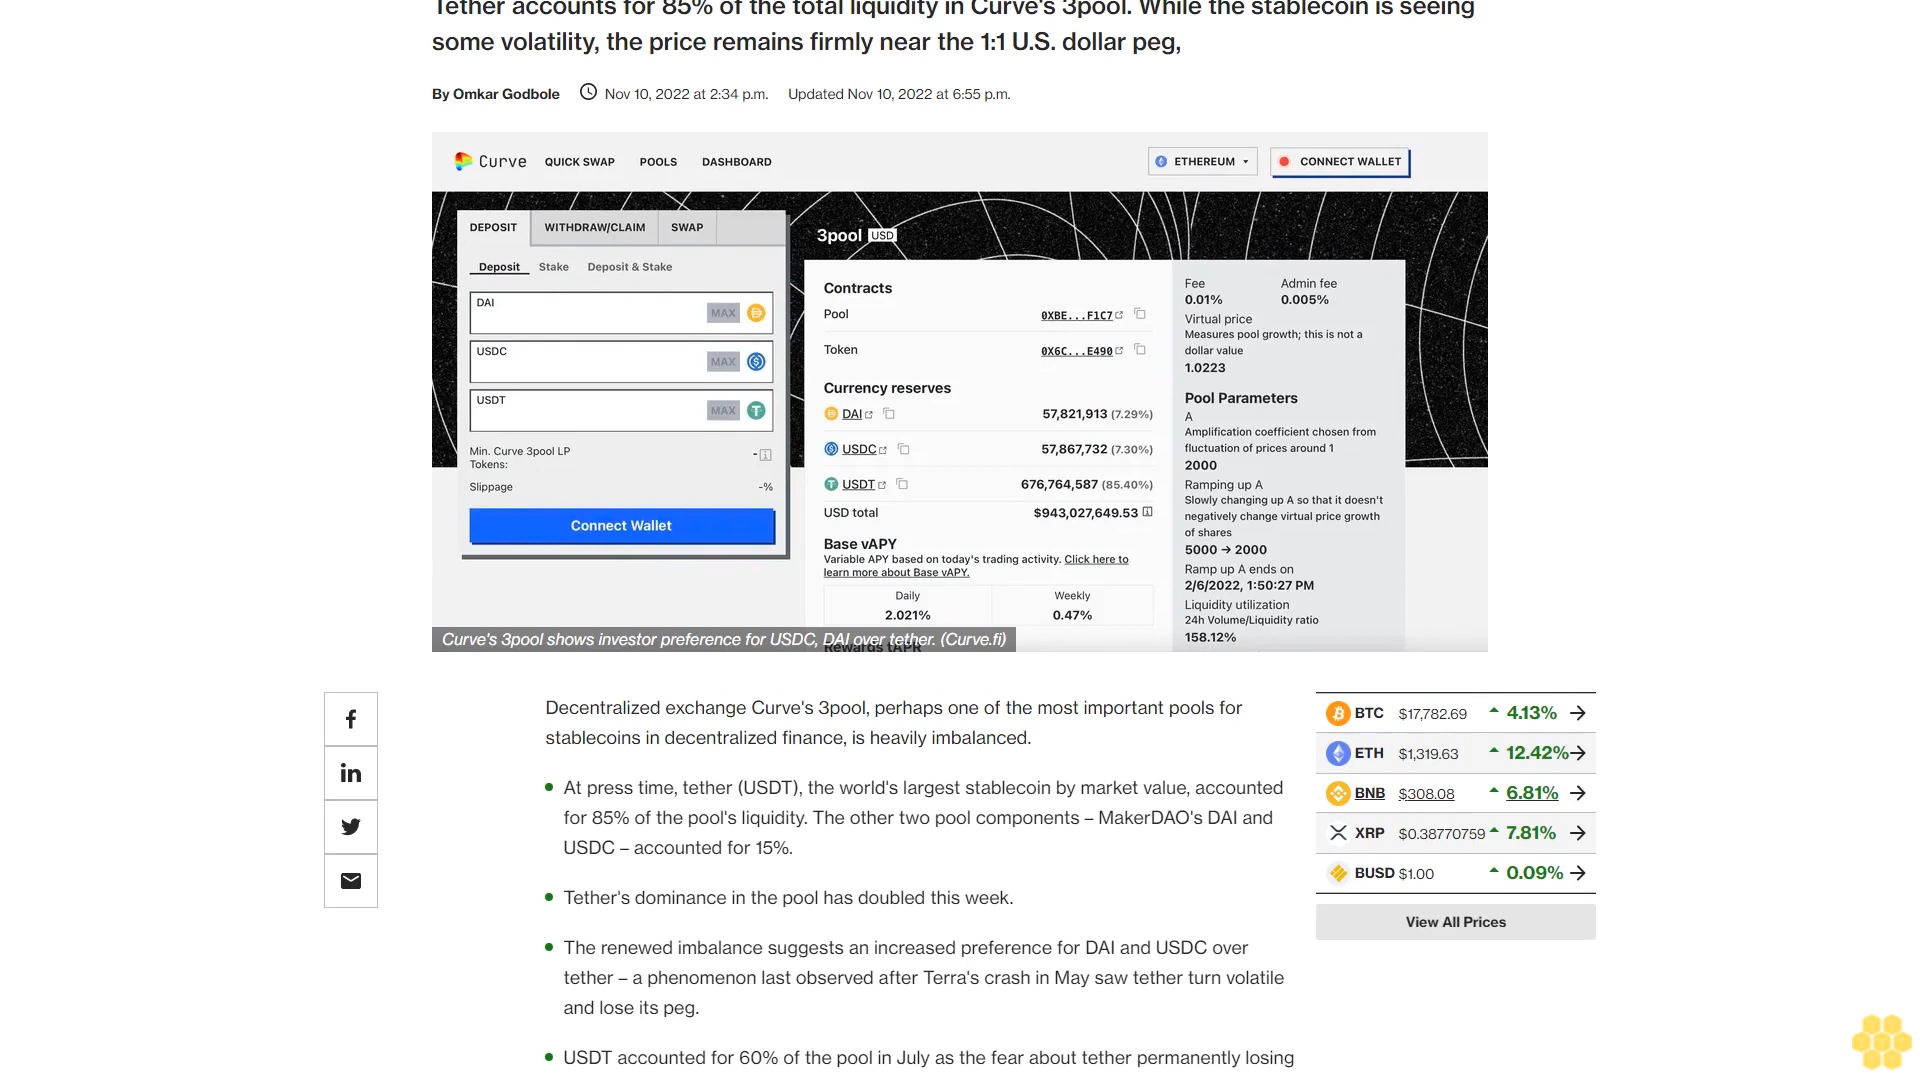 Tether accounts for 85% of the total liquidity in Curve's 3pool. While the stablecoin is seeing
some volatility, the price remains firmly near the 1:1 U.S. dollar peg,
By Omkar Godbole Nov 10, 2022 at 2:34 p.m. Updated Nov 10, 2022 at 6:55 p.m.
Curve QUICK SWAP POOLS DASHBOARD ETHEREUM CONNECT WALLET
DEPOSIT WITHDRAW/CLAIM SWAP
Deposit Stake Deposit & Stake
DAI MAX
USDC MAX
USDT MAX
Min. Curve 3pool LP
Tokens: -
Slippage -%
Connect Wallet
3pool USD
Contracts
Pool 0XBE...F1C7
Token 0X6C...E490
Currency reserves
DAI 57,821,913 (7.29%)
USDC 57,867,732 (7.30%)
USDT 676,764,587 (85.40%)
USD total $943,027,649.53
Base vAPY
Variable APY based on today's trading activity. Click here to
learn more about Base vAPY.
Daily Weekly
2.021% 0.47%
Rewards tAPR
Fee Admin fee
0.01% 0.005%
Virtual price
Measures pool growth; this is not a
dollar value
1.0223
Pool Parameters
A
Amplification coefficient chosen from
fluctuation of prices around 1
2000
Ramping up A
Slowly changing up A so that it doesn't
negatively change virtual price growth
of shares
5000 → 2000
Ramp up A ends on
2/6/2022, 1:50:27 PM
Liquidity utilization
24h Volume/Liquidity ratio
158.12%
Curve's 3pool shows investor preference for USDC, DAI over tether. (Curve.fi)
Decentralized exchange Curve's 3pool, perhaps one of the most important pools for
stablecoins in decentralized finance, is heavily imbalanced.
At press time, tether (USDT), the world's largest stablecoin by market value, accounted
for 85% of the pool's liquidity. The other two pool components – MakerDAO's DAI and
USDC – accounted for 15%.
Tether's dominance in the pool has doubled this week.
The renewed imbalance suggests an increased preference for DAI and USDC over
tether – a phenomenon last observed after Terra's crash in May saw tether turn volatile
and lose its peg.
USDT accounted for 60% of the pool in July as the fear about tether permanently losing
BTC $17,782.69 4.13%
ETH $1,319.63 12.42%
BNB $308.08 6.81%
XRP $0.38770759 7.81%
BUSD $1.00 0.09%
View All Prices